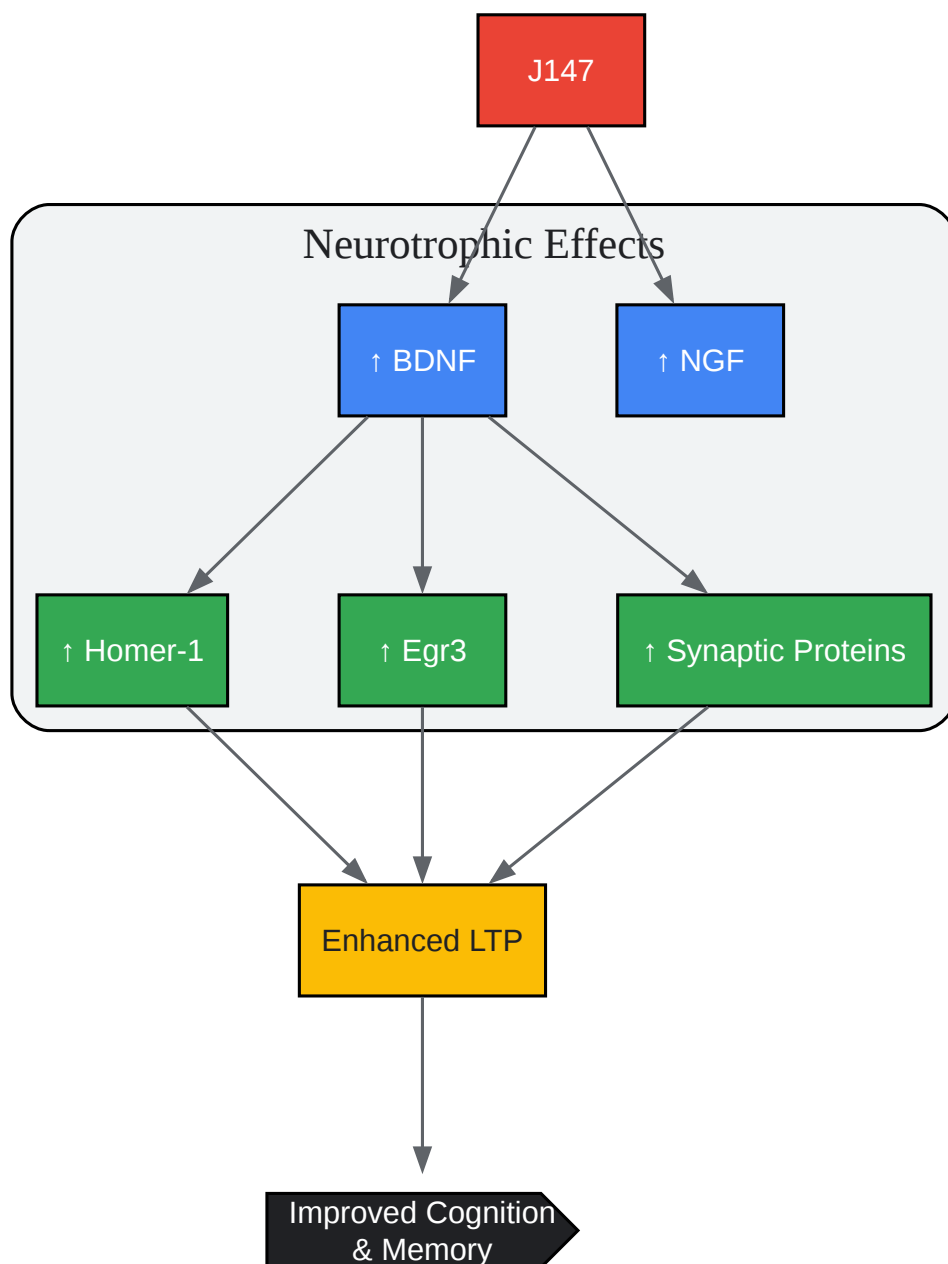 J147
Neurotrophic Effects
↑ BDNF
↑ NGF
↑ Homer-1
↑ Egr3
↑ Synaptic Proteins
Enhanced LTP
Improved Cognition
& Memory